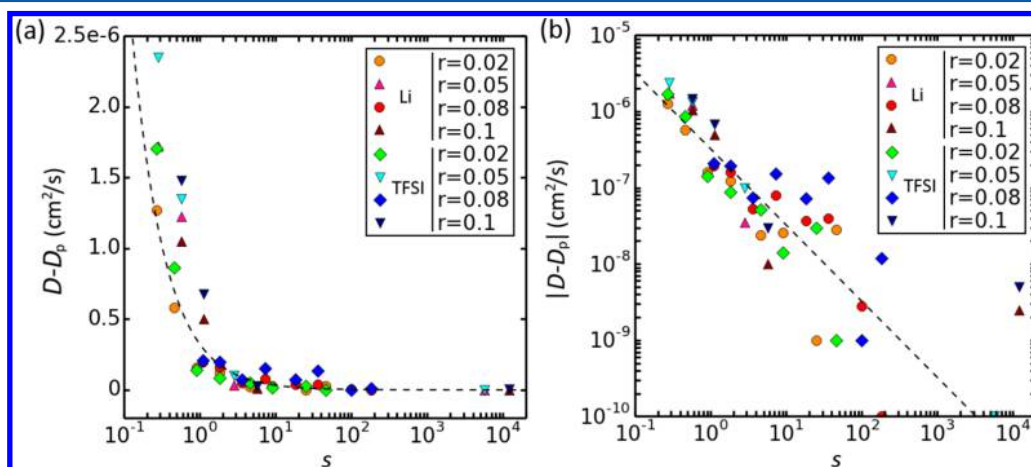 (a)
2.5e-6
2.0
1.5
1.0
0.5
0
D-Dₚ (cm²/s)
10⁻¹ 10⁰ 10¹ 10² 10³ 10⁴
s
Li r=0.02
r=0.05
r=0.08
r=0.1
TFSI r=0.02
r=0.05
r=0.08
r=0.1
(b)
10⁻⁵
10⁻⁶
10⁻⁷
10⁻⁸
10⁻⁹
10⁻¹⁰
|D-Dₚ| (cm²/s)
10⁻¹ 10⁰ 10¹ 10² 10³ 10⁴
s
Li r=0.02
r=0.05
r=0.08
r=0.1
TFSI r=0.02
r=0.05
r=0.08
r=0.1